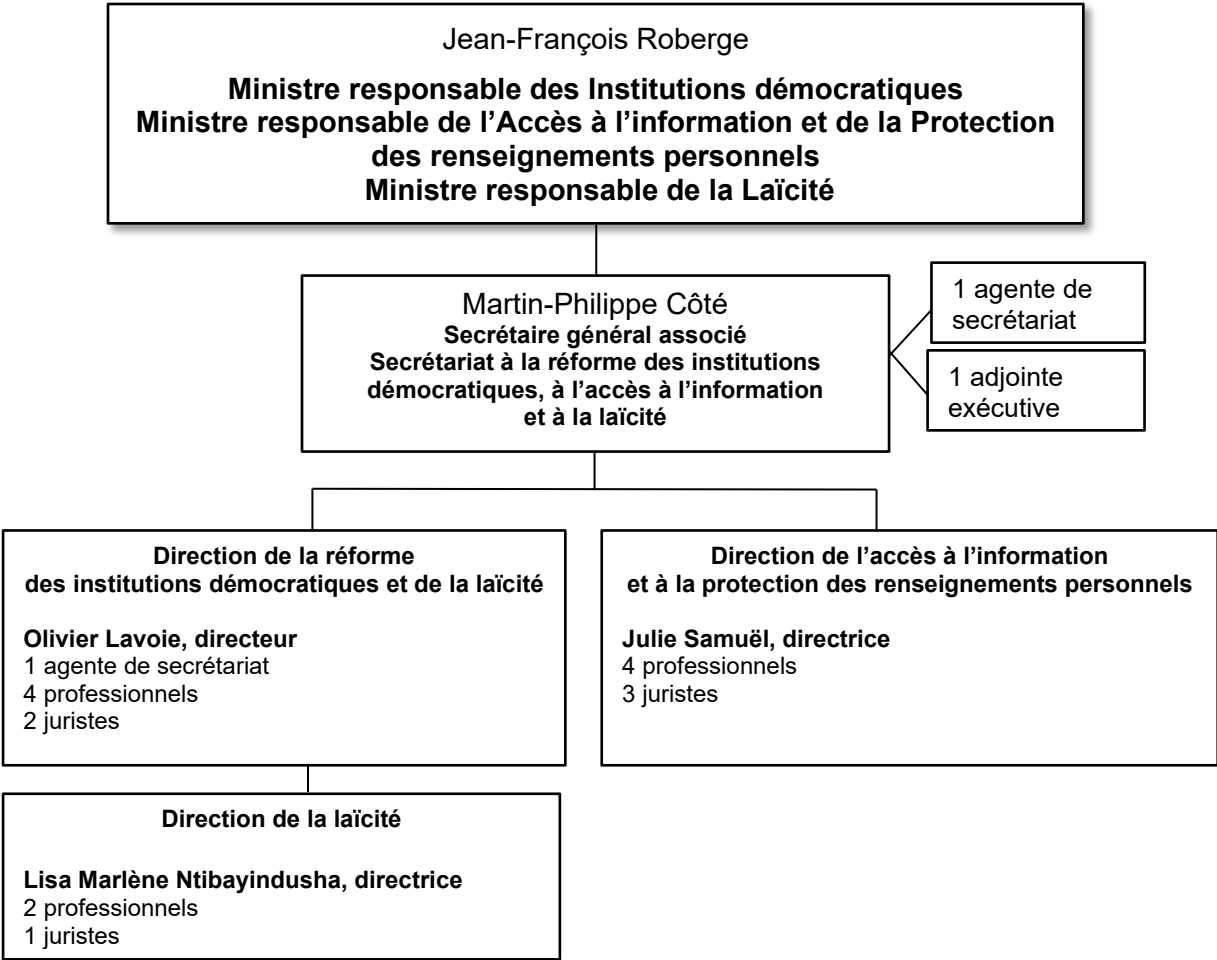 Jean-François Roberge
Ministre responsable des Institutions démocratiques
Ministre responsable de l’Accès à l’information et de la Protection
des renseignements personnels
Ministre responsable de la Laïcité
Martin-Philippe Côté
Secrétaire général associé
Secrétariat à la réforme des institutions
démocratiques, à l’accès à l’information
et à la laïcité
1 agente de
secrétariat
1 adjointe
exécutive
Direction de la réforme
des institutions démocratiques et de la laïcité
Olivier Lavoie, directeur
1 agente de secrétariat
4 professionnels
2 juristes
Direction de l’accès à l’information
et à la protection des renseignements personnels
Julie Samuël, directrice
4 professionnels
3 juristes
Direction de la laïcité
Lisa Marlène Ntibayindusha, directrice
2 professionnels
1 juristes